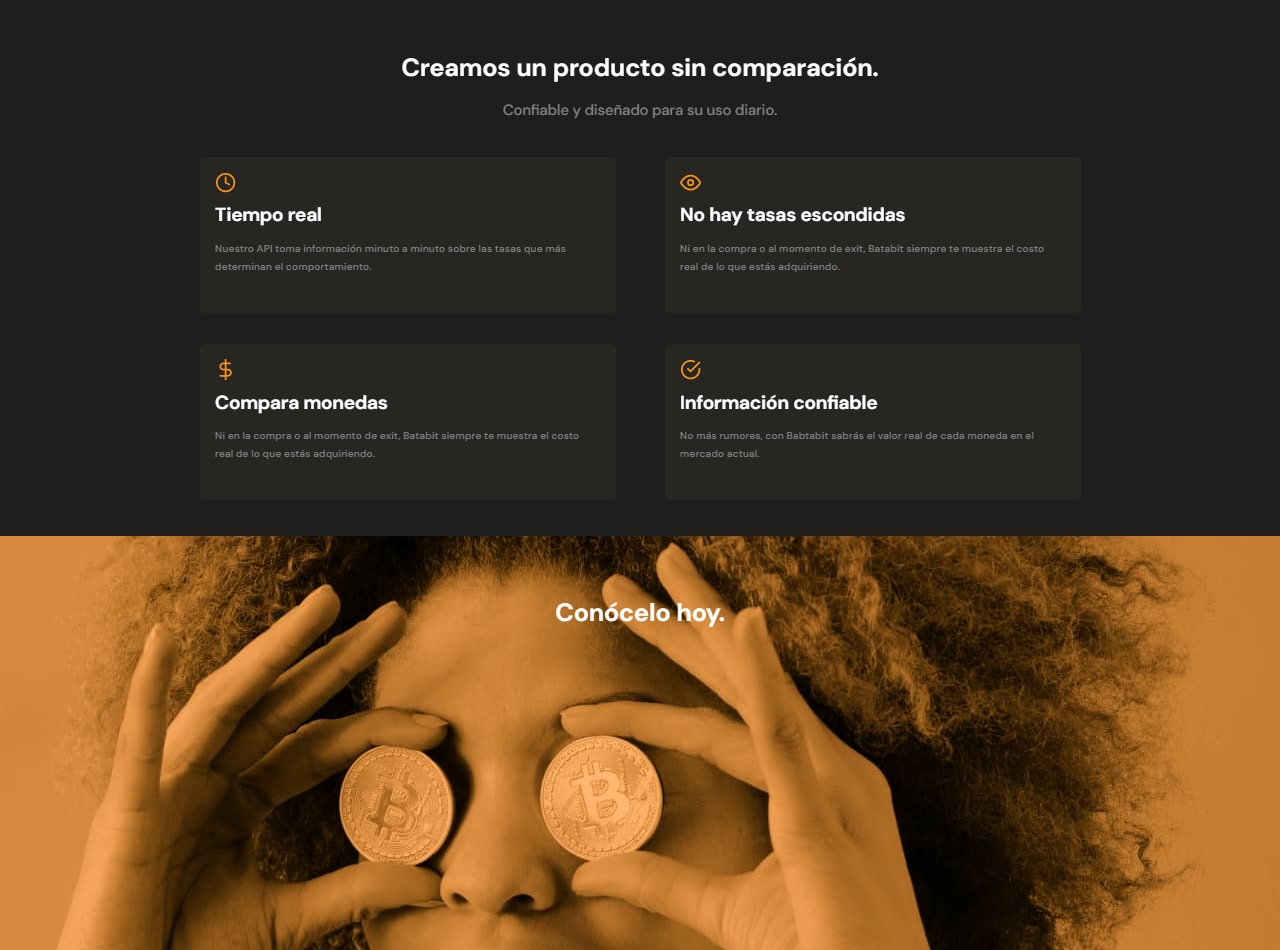 Creamos un producto sin comparación.
Confiable y diseñado para su uso diario.
Tiempo real
Nuestro API toma información minuto a minuto sobre las tasas que más
determinan el comportamiento.
No hay tasas escondidas
Ni en la compra o al momento de exit, Batabit siempre te muestra el costo
real de lo que estás adquiriendo.
Compara monedas
Ni en la compra o al momento de exit, Batabit siempre te muestra el costo
real de lo que estás adquiriendo.
Información confiable
No más rumores, con Babtabit sabrás el valor real de cada moneda en el
mercado actual.
Conócelo hoy.